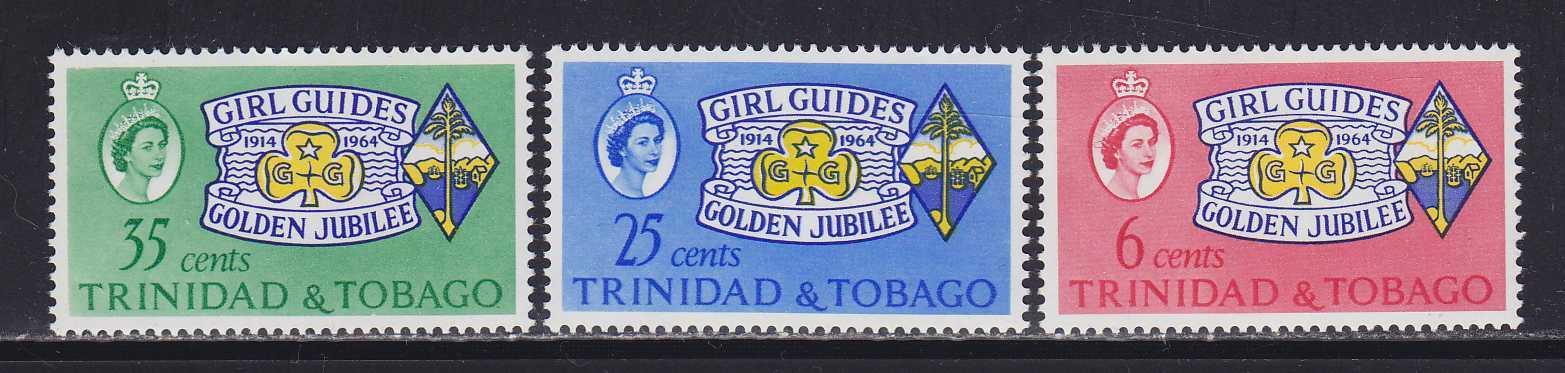 GIRL GUIDES
1914 1964
G G
GOLDEN JUBILEE
35 cents
TRINIDAD & TOBAGO
GIRL GUIDES
1914 1964
G G
GOLDEN JUBILEE
25 cents
TRINIDAD & TOBAGO
GIRL GUIDES
1914 1964
G G
GOLDEN JUBILEE
6 cents
TRINIDAD & TOBAGO